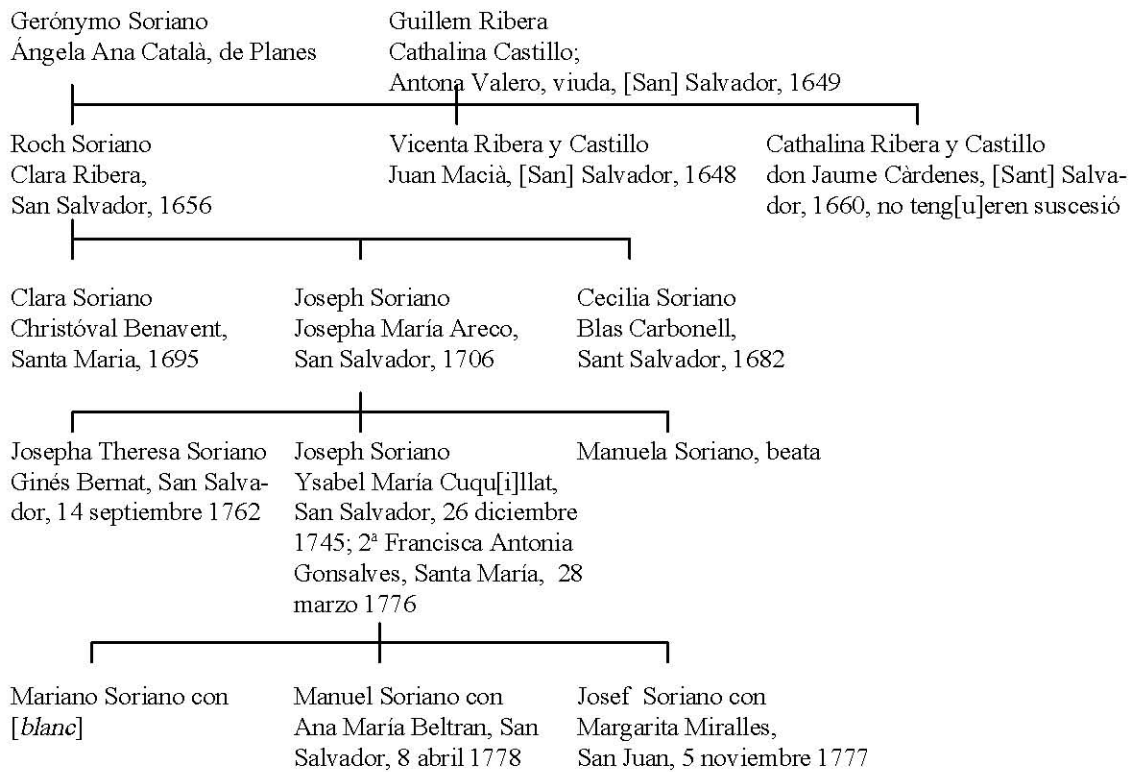 Gerónymo Soriano
Ángela Ana Català, de Planes
Guillem Ribera
Cathalina Castillo;
Antona Valero, viuda, [San] Salvador, 1649
Roch Soriano
Clara Ribera,
San Salvador, 1656
Vicenta Ribera y Castillo
Juan Macià, [San] Salvador, 1648
Cathalina Ribera y Castillo
don Jaume Càrdenes, [Sant] Salva-
dor, 1660, no teng[u]eren suscesió
Clara Soriano
Christóval Benavent,
Santa Maria, 1695
Joseph Soriano
Josepha María Areco,
San Salvador, 1706
Cecilia Soriano
Blas Carbonell,
Sant Salvador, 1682
Josepha Theresa Soriano
Ginés Bernat, San Salva-
dor, 14 septiembre 1762
Joseph Soriano
Ysabel María Cuqu[i]llat,
San Salvador, 26 diciembre
1745; 2ª Francisca Antonia
Gonsalves, Santa María, 28
marzo 1776
Manuela Soriano, beata
Mariano Soriano con
[blanc]
Manuel Soriano con
Ana María Beltran, San
Salvador, 8 abril 1778
Josef Soriano con
Margarita Miralles,
San Juan, 5 noviembre 1777